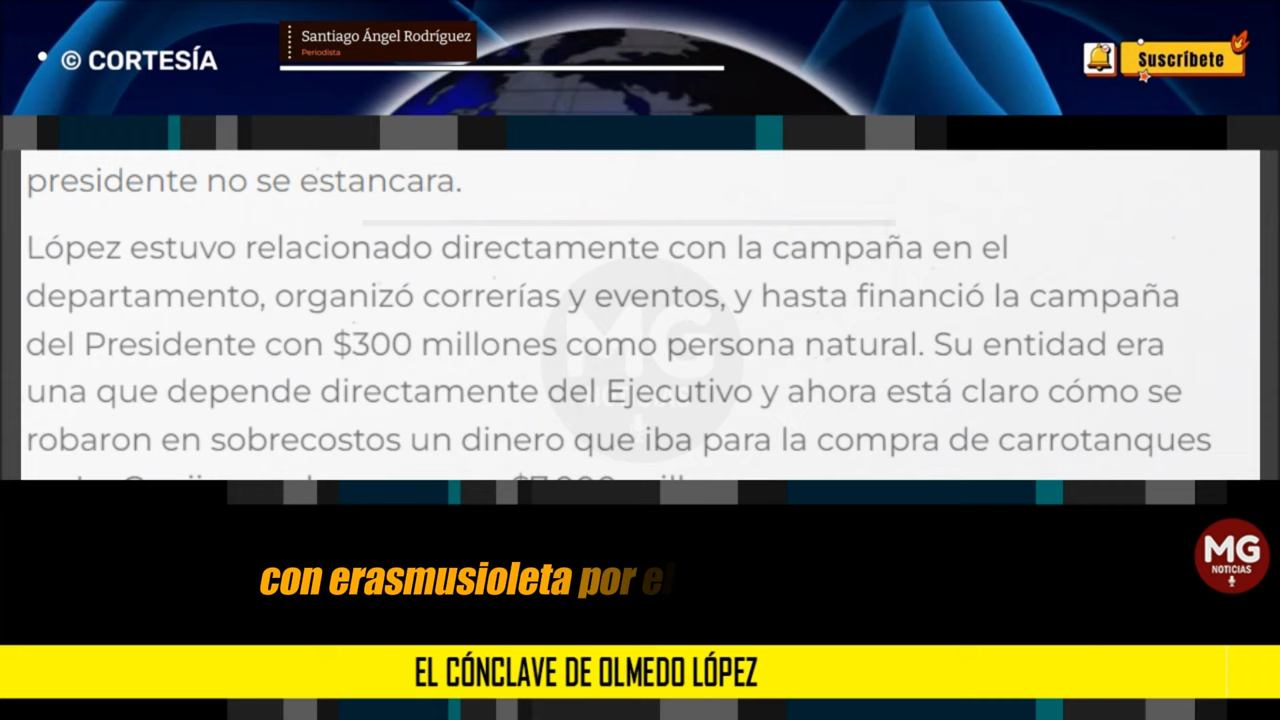 Santiago Ángel Rodríguez
Periodista
© CORTESÍA
Suscríbete
presidente no se estancara.
López estuvo relacionado directamente con la campaña en el
departamento, organizó correrías y eventos, y hasta financió la campaña
del Presidente con $300 millones como persona natural. Su entidad era
una que depende directamente del Ejecutivo y ahora está claro cómo se
robaron en sobrecostos un dinero que iba para la compra de carrotanques
con erasmusioleta por el
MG
NOTICIAS
EL CÓNCLAVE DE OLMEDO LÓPEZ